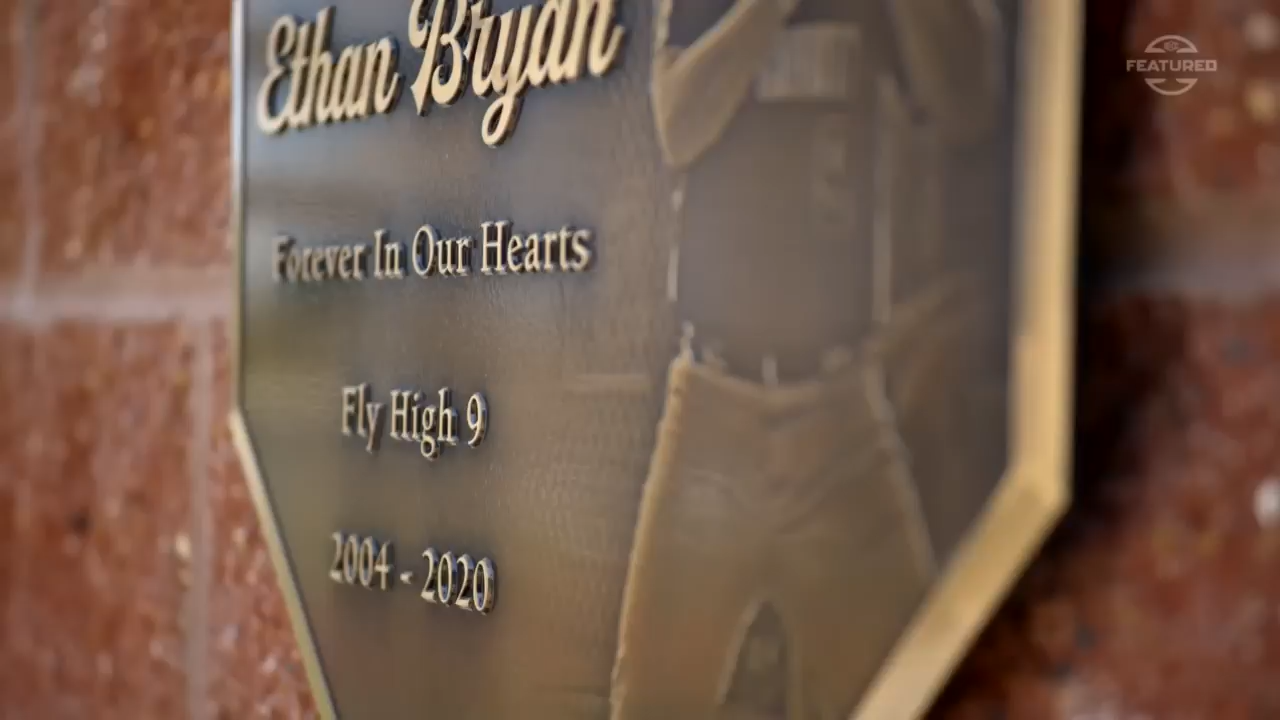 Ethan Bryan
FEATURED
Forever In Our Hearts
Fly High 9
2004 - 2020